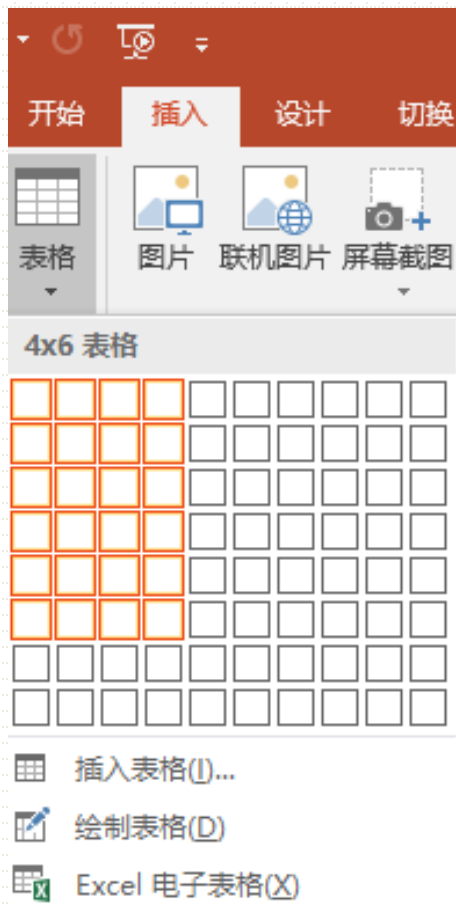 开始 插入 设计 切换
表格 图片 联机图片 屏幕截图
4x6 表格
插入表格(I)...
绘制表格(D)
Excel 电子表格(X)